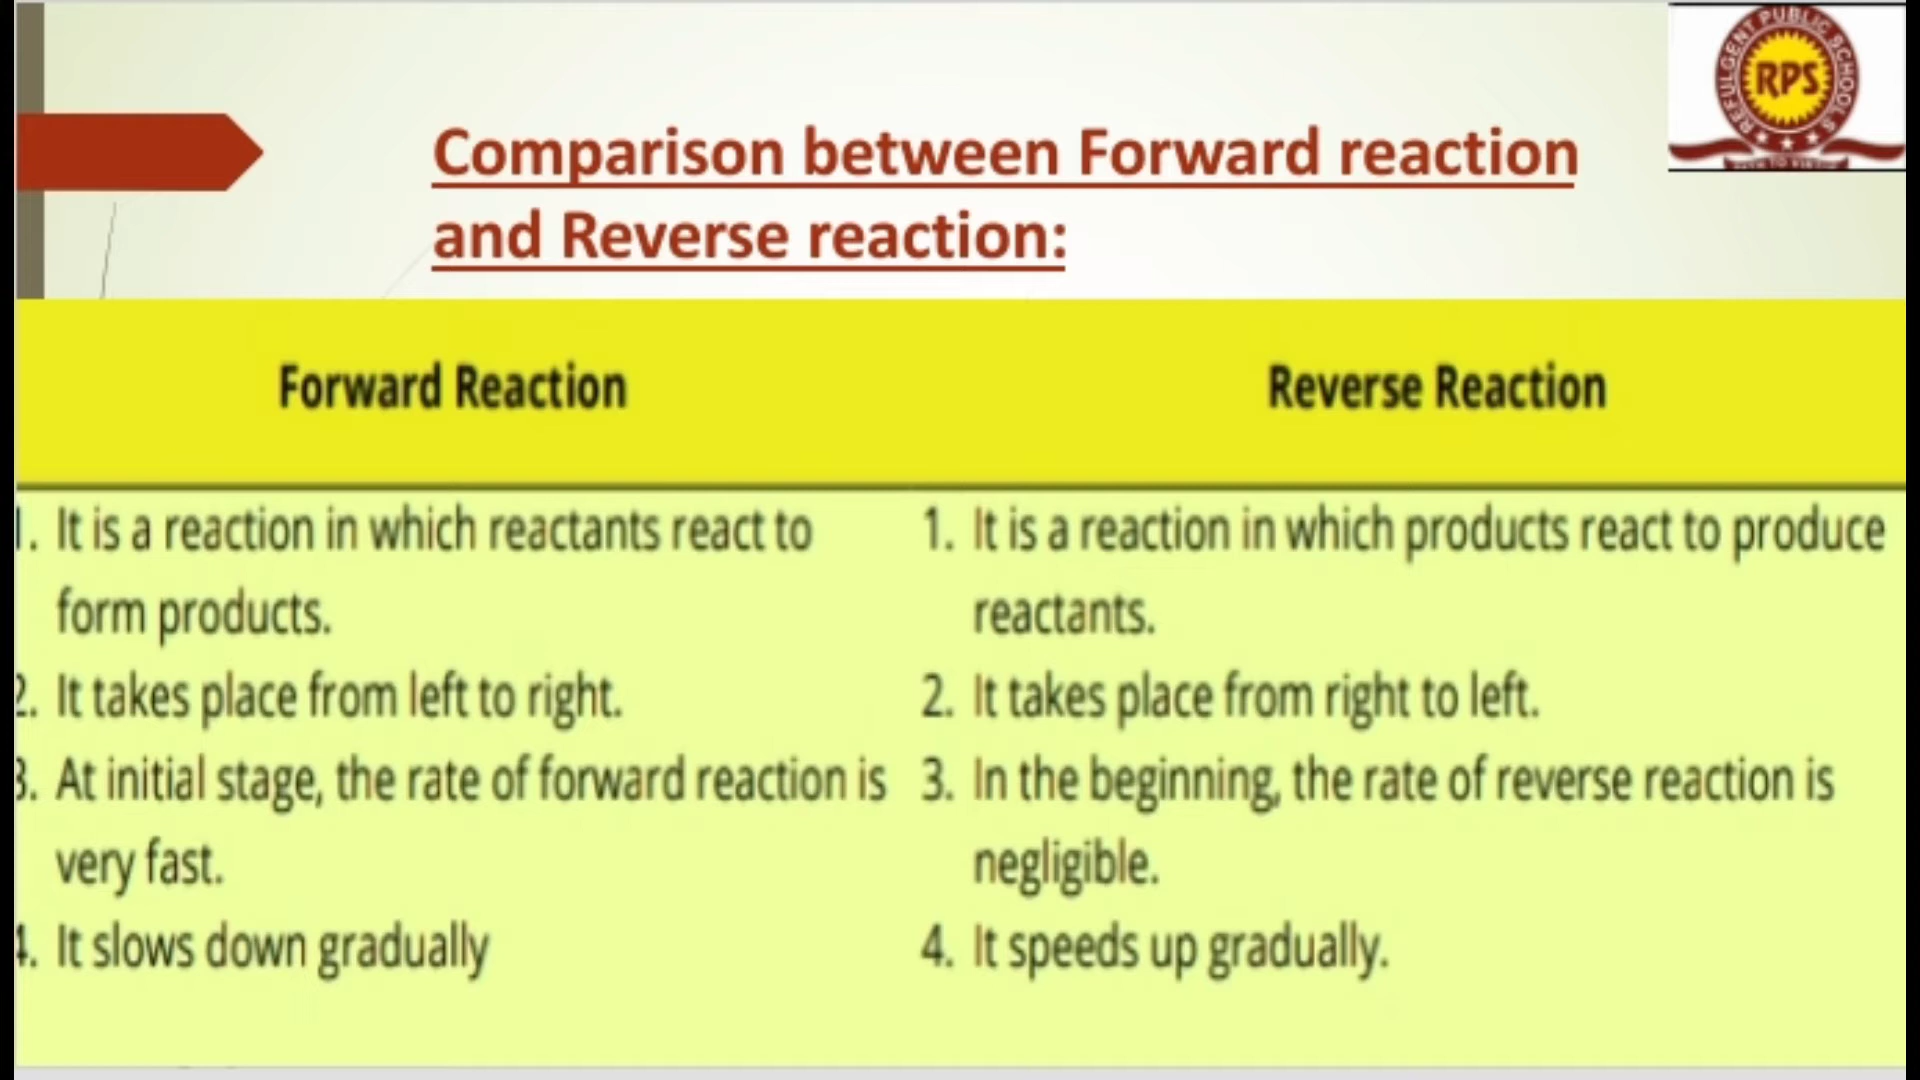 REFULGENT PUBLIC SCHOOLS
RPS
Comparison between Forward reaction
and Reverse reaction:
Forward Reaction
Reverse Reaction
1. It is a reaction in which reactants react to
form products.
2. It takes place from left to right.
3. At initial stage, the rate of forward reaction is
very fast.
4. It slows down gradually
1. It is a reaction in which products react to produce
reactants.
2. It takes place from right to left.
3. In the beginning, the rate of reverse reaction is
negligible.
4. It speeds up gradually.